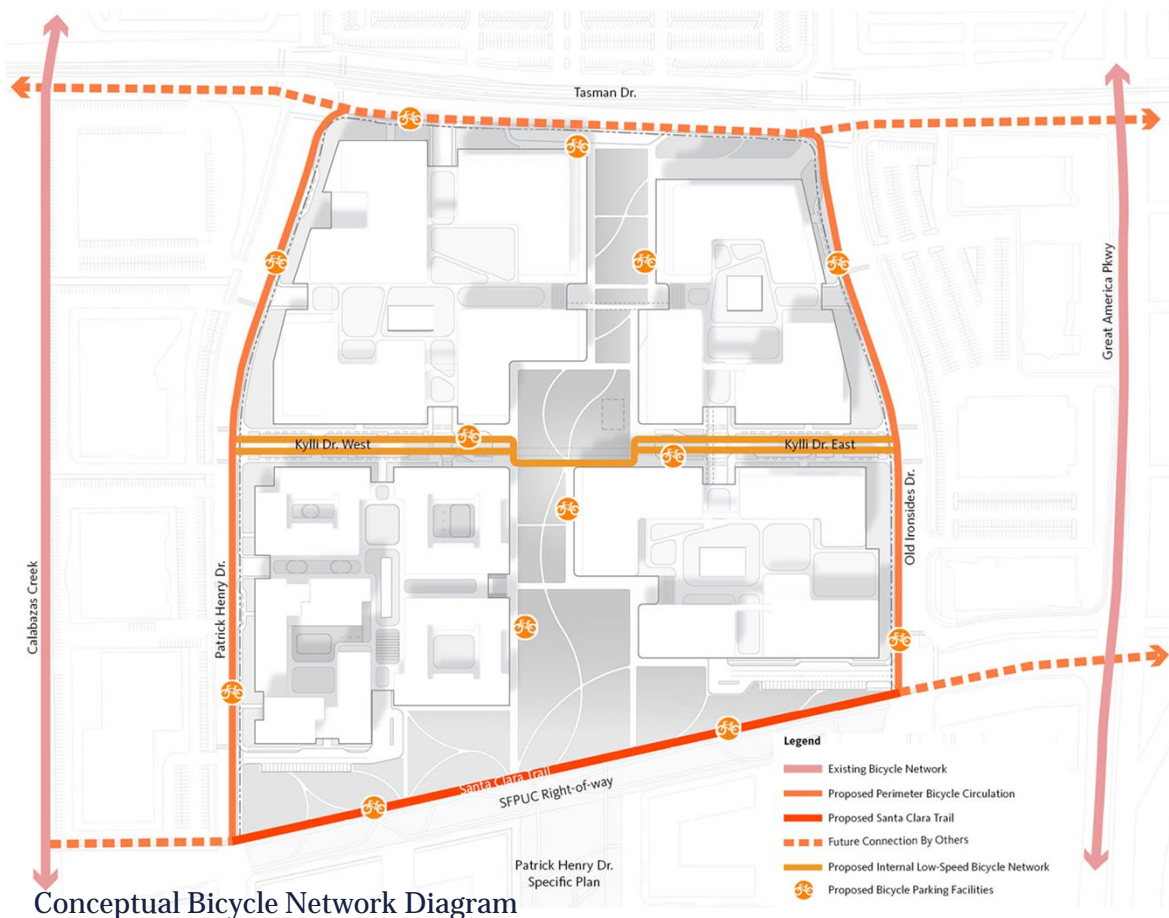 Tasman Dr.
Great America Pkwy
Kylli Dr. West
Kylli Dr. East
Old Ironsides Dr.
Patrick Henry Dr.
Calabazas Creek
Santa Clara Trail
SFPUC Right-of-way
Patrick Henry Dr.
Specific Plan
Legend
Existing Bicycle Network
Proposed Perimeter Bicycle Circulation
Proposed Santa Clara Trail
Future Connection By Others
Proposed Internal Low-Speed Bicycle Network
Proposed Bicycle Parking Facilities
Conceptual Bicycle Network Diagram